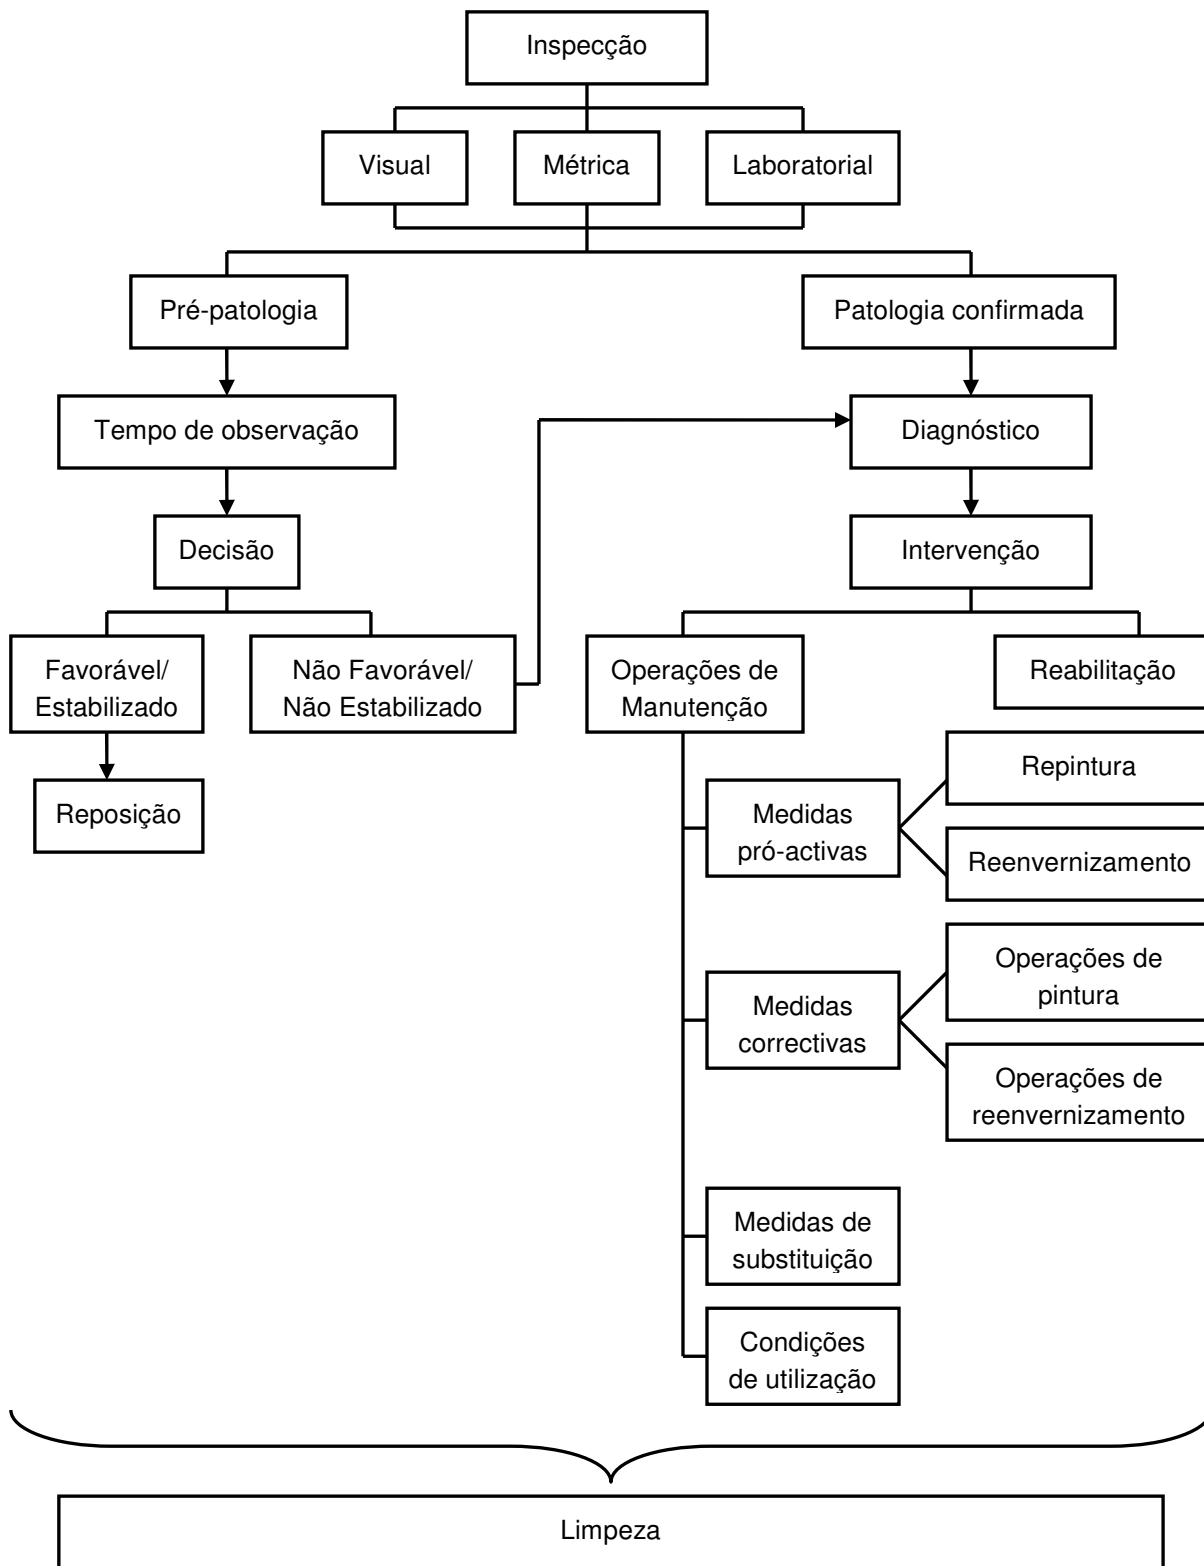 Inspecção
Visual
Métrica
Laboratorial
Pré-patologia
Patologia confirmada
Tempo de observação
Diagnóstico
Decisão
Intervenção
Favorável/
Estabilizado
Não Favorável/
Não Estabilizado
Operações de
Manutenção
Reabilitação
Reposição
Medidas
pró-activas
Repintura
Reenvernizamento
Medidas
correctivas
Operações de
pintura
Operações de
reenvernizamento
Medidas de
substituição
Condições
de utilização
Limpeza